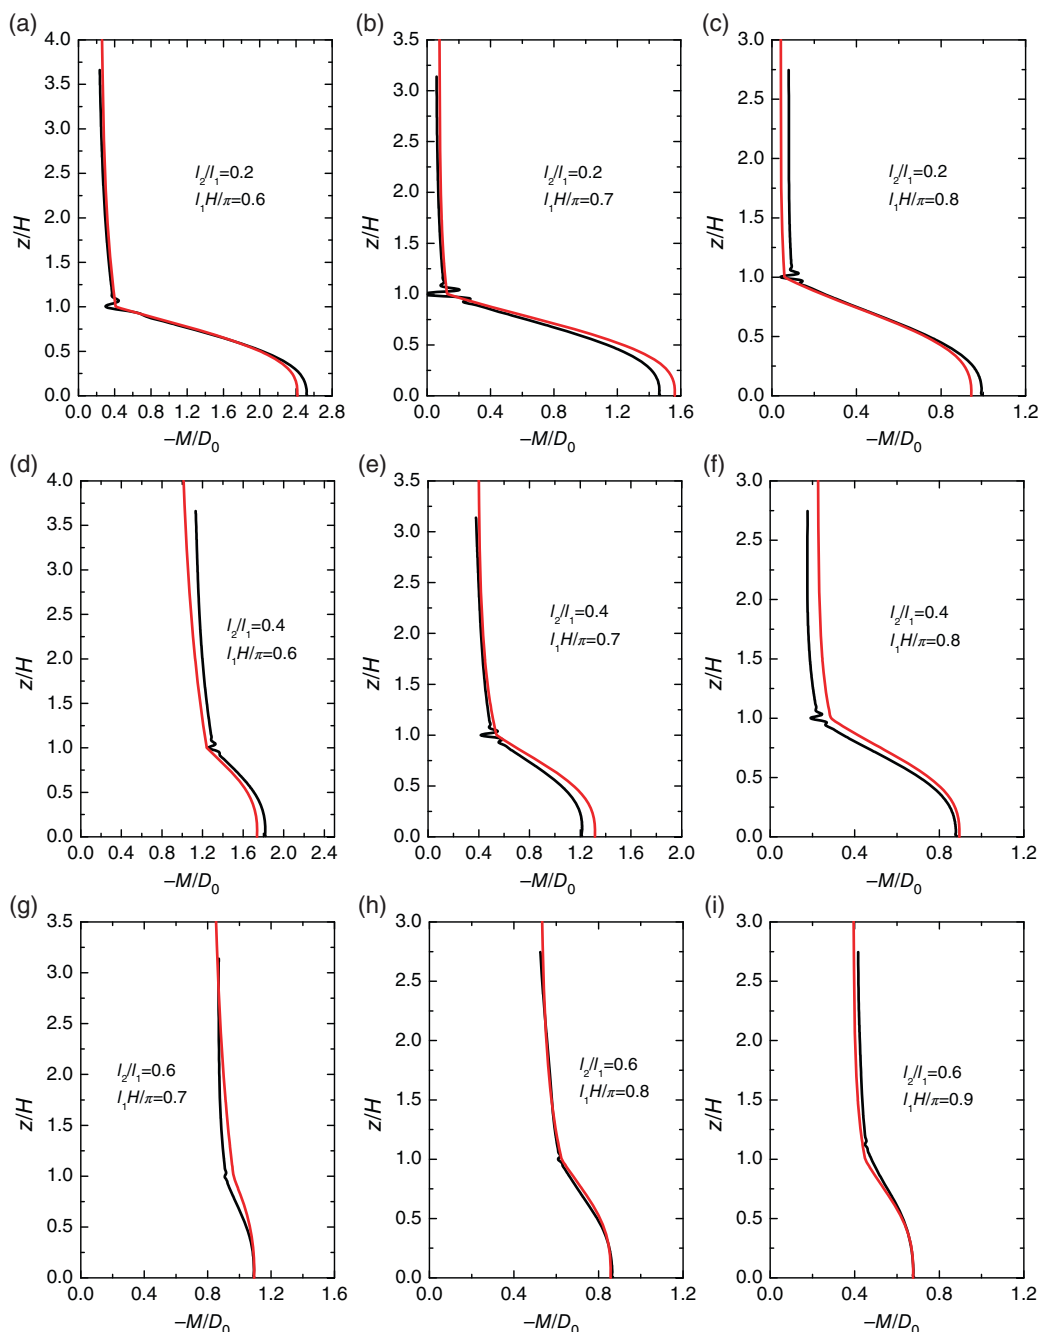 (a)
4.0
3.5
3.0
2.5
2.0
1.5
1.0
0.5
0.0
z/H
l2/l1=0.2
l1H/π=0.6
0.0 0.4 0.8 1.2 1.6 2.0 2.4 2.8
–M/D0
(b)
3.5
3.0
2.5
2.0
1.5
1.0
0.5
0.0
z/H
l2/l1=0.2
l1H/π=0.7
0.0 0.4 0.8 1.2 1.6
–M/D0
(c)
3.0
2.5
2.0
1.5
1.0
0.5
0.0
z/H
l2/l1=0.2
l1H/π=0.8
0.0 0.4 0.8 1.2
–M/D0
(d)
4.0
3.5
3.0
2.5
2.0
1.5
1.0
0.5
0.0
z/H
l2/l1=0.4
l1H/π=0.6
0.0 0.4 0.8 1.2 1.6 2.0 2.4
–M/D0
(e)
3.5
3.0
2.5
2.0
1.5
1.0
0.5
0.0
z/H
l2/l1=0.4
l1H/π=0.7
0.0 0.4 0.8 1.2 1.6 2.0
–M/D0
(f)
3.0
2.5
2.0
1.5
1.0
0.5
0.0
z/H
l2/l1=0.4
l1H/π=0.8
0.0 0.4 0.8 1.2
–M/D0
(g)
3.5
3.0
2.5
2.0
1.5
1.0
0.5
0.0
z/H
l2/l1=0.6
l1H/π=0.7
0.0 0.4 0.8 1.2 1.6
–M/D0
(h)
3.0
2.5
2.0
1.5
1.0
0.5
0.0
z/H
l2/l1=0.6
l1H/π=0.8
0.0 0.4 0.8 1.2
–M/D0
(i)
3.0
2.5
2.0
1.5
1.0
0.5
0.0
z/H
l2/l1=0.6
l1H/π=0.9
0.0 0.4 0.8 1.2
–M/D0